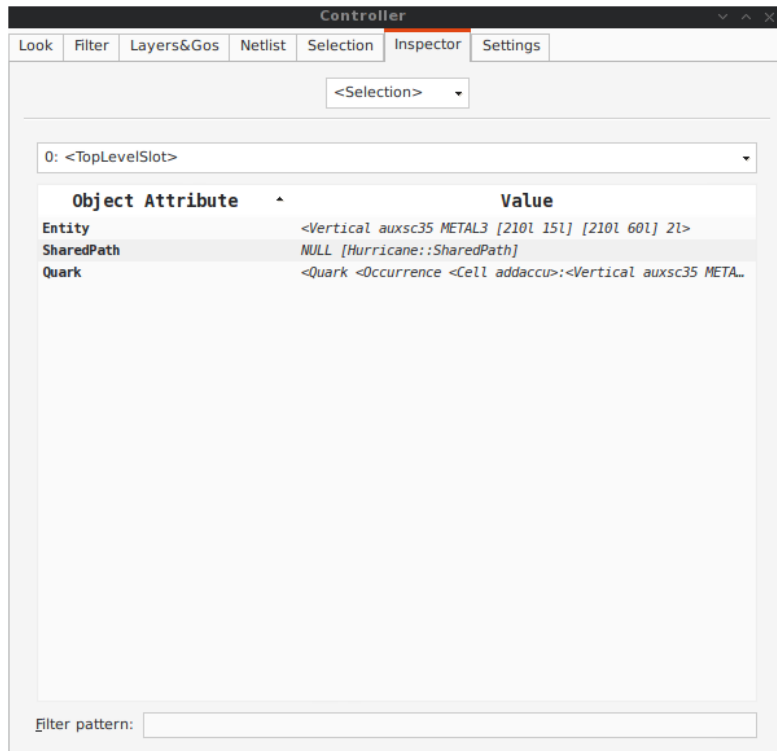 Controller
Look Filter Layers&Gos Netlist Selection Inspector Settings
<Selection>
0: <TopLevelSlot>
Object Attribute Value
Entity <Vertical auxsc35 METAL3 [210l 15l] [210l 60l] 2l>
SharedPath NULL [Hurricane::SharedPath]
Quark <Quark <Occurrence <Cell addaccu>:<Vertical auxsc35 META…
Filter pattern: